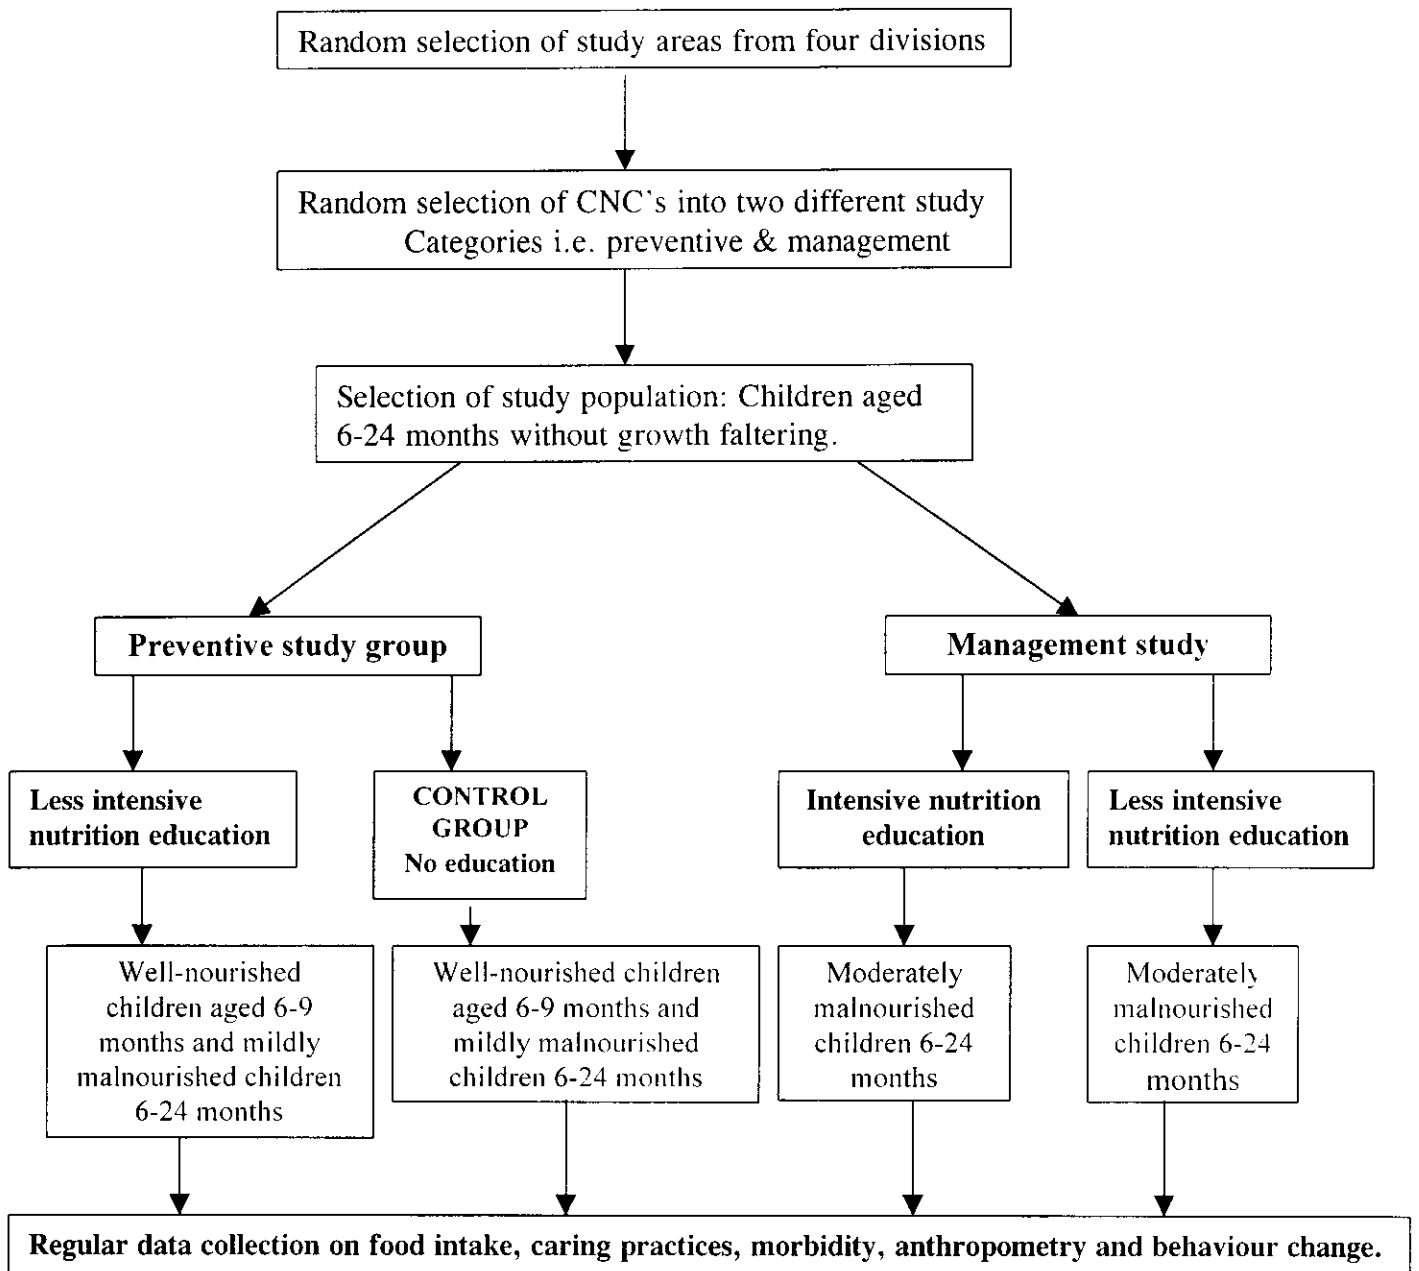 Random selection of study areas from four divisions
Random selection of CNC's into two different study
Categories i.e. preventive & management
Selection of study population: Children aged
6-24 months without growth faltering.
Preventive study group
Management study
Less intensive
nutrition education
CONTROL
GROUP
No education
Intensive nutrition
education
Less intensive
nutrition education
Well-nourished
children aged 6-9
months and mildly
malnourished children
6-24 months
Well-nourished children
aged 6-9 months and
mildly malnourished
children 6-24 months
Moderately
malnourished
children 6-24
months
Moderately
malnourished
children 6-24
months
Regular data collection on food intake, caring practices, morbidity, anthropometry and behaviour change.